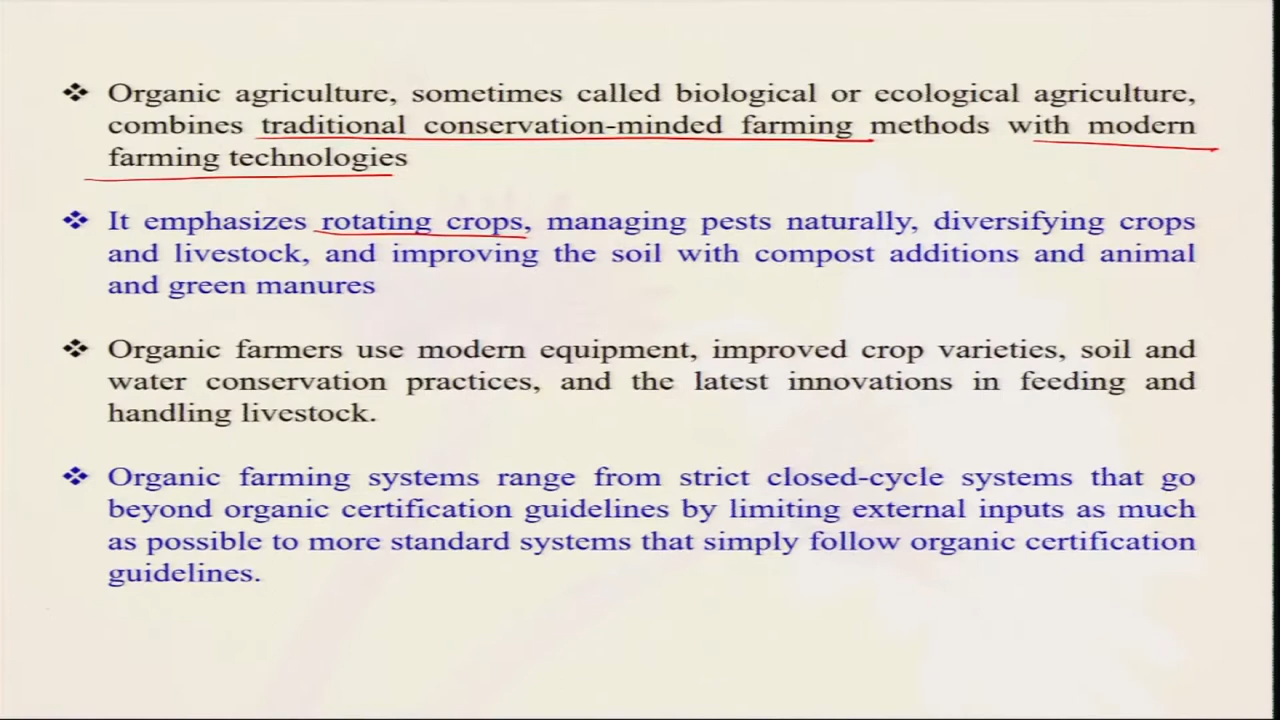 ❖ Organic agriculture, sometimes called biological or ecological agriculture,
combines traditional conservation-minded farming methods with modern
farming technologies
❖ It emphasizes rotating crops, managing pests naturally, diversifying crops
and livestock, and improving the soil with compost additions and animal
and green manures
❖ Organic farmers use modern equipment, improved crop varieties, soil and
water conservation practices, and the latest innovations in feeding and
handling livestock.
❖ Organic farming systems range from strict closed-cycle systems that go
beyond organic certification guidelines by limiting external inputs as much
as possible to more standard systems that simply follow organic certification
guidelines.